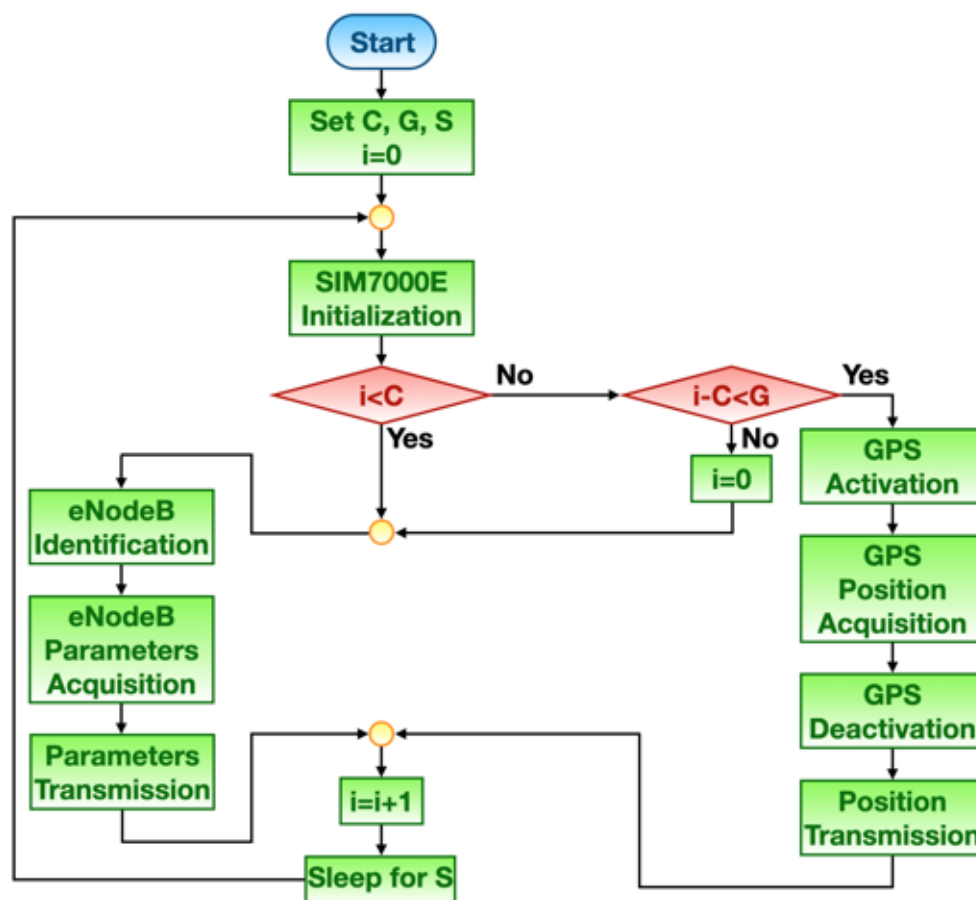 Start
Set C, G, S
i=0
SIM7000E
Initialization
i<C
No
Yes
i-C<G
Yes
No
i=0
GPS
Activation
GPS
Position
Acquisition
GPS
Deactivation
Position
Transmission
eNodeB
Identification
eNodeB
Parameters
Acquisition
Parameters
Transmission
i=i+1
Sleep for S